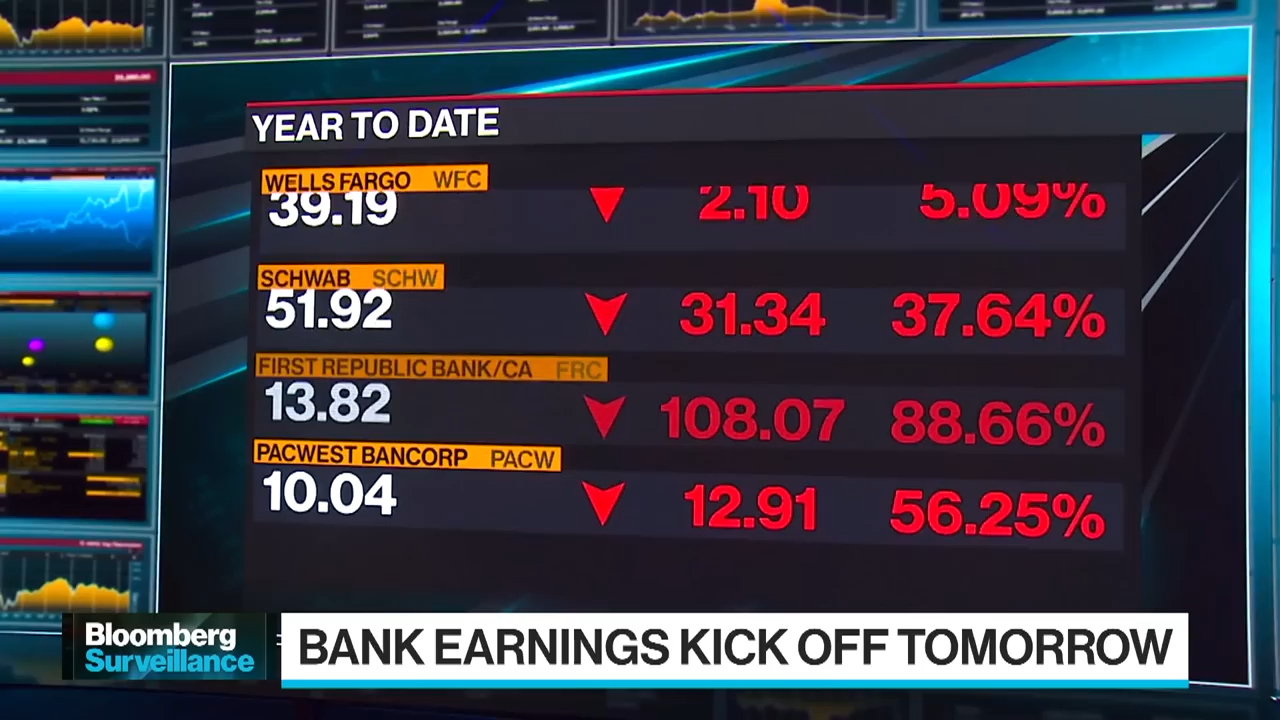 YEAR TO DATE
WELLS FARGO WFC
39.19 ▼ 2.10 5.09%
SCHWAB SCHW
51.92 ▼ 31.34 37.64%
FIRST REPUBLIC BANK/CA FRC
13.82 ▼ 108.07 88.66%
PACWEST BANCORP PACW
10.04 ▼ 12.91 56.25%
Bloomberg
Surveillance
BANK EARNINGS KICK OFF TOMORROW